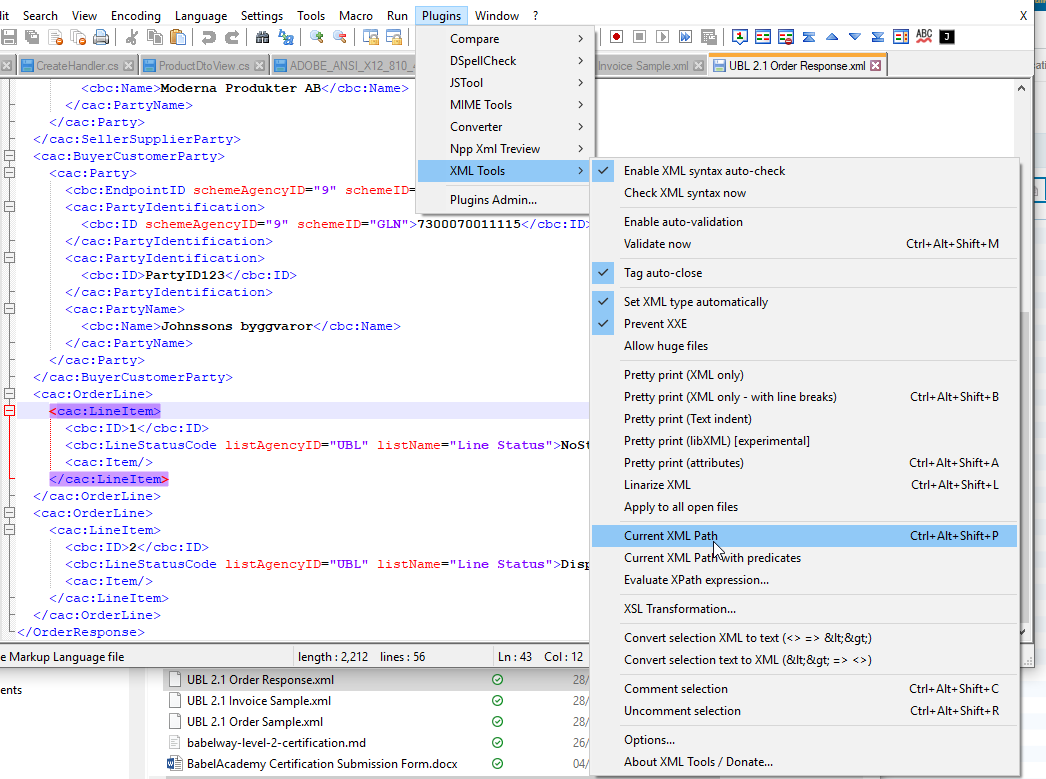 it Search View Encoding Language Settings Tools Macro Run Plugins Window ? X
CreateHandler.cs ProductDtoView.cs ADOBE_ANSI_X12_810_4 Invoice Sample.xml UBL 2.1 Order Response.xml
<cbc:Name>Moderna Produkter AB</cbc:Name>
</cac:PartyName>
</cac:Party>
</cac:SellerSupplierParty>
<cac:BuyerCustomerParty>
<cac:Party>
<cbc:EndpointID schemeAgencyID="9" schemeID=
<cac:PartyIdentification>
<cbc:ID schemeAgencyID="9" schemeID="GLN">7300070011115</cbc:ID>
</cac:PartyIdentification>
<cac:PartyIdentification>
<cbc:ID>PartyID123</cbc:ID>
</cac:PartyIdentification>
<cac:PartyName>
<cbc:Name>Johnssons byggvaror</cbc:Name>
</cac:PartyName>
</cac:Party>
</cac:BuyerCustomerParty>
<cac:OrderLine>
<cac:LineItem>
<cbc:ID>1</cbc:ID>
<cbc:LineStatusCode listAgencyID="UBL" listName="Line Status">NoSt
<cac:Item/>
</cac:LineItem>
</cac:OrderLine>
<cac:OrderLine>
<cac:LineItem>
<cbc:ID>2</cbc:ID>
<cbc:LineStatusCode listAgencyID="UBL" listName="Line Status">Disp
<cac:Item/>
</cac:LineItem>
</cac:OrderLine>
</OrderResponse>
Compare
DSpellCheck
JSTool
MIME Tools
Converter
Npp Xml Treview
XML Tools
Plugins Admin...
Enable XML syntax auto-check
Check XML syntax now
Enable auto-validation
Validate now Ctrl+Alt+Shift+M
Tag auto-close
Set XML type automatically
Prevent XXE
Allow huge files
Pretty print (XML only)
Pretty print (XML only - with line breaks) Ctrl+Alt+Shift+B
Pretty print (Text indent)
Pretty print (libXML) [experimental]
Pretty print (attributes) Ctrl+Alt+Shift+A
Linarize XML Ctrl+Alt+Shift+L
Apply to all open files
Current XML Path Ctrl+Alt+Shift+P
Current XML Path with predicates
Evaluate XPath expression...
XSL Transformation...
Convert selection XML to text (<> => &lt;&gt;)
Convert selection text to XML (&lt;&gt; => <>)
Comment selection Ctrl+Alt+Shift+C
Uncomment selection Ctrl+Alt+Shift+R
Options...
About XML Tools / Donate...
e Markup Language file length : 2,212 lines : 56 Ln : 43 Col : 12
ents
UBL 2.1 Order Response.xml 28/
UBL 2.1 Invoice Sample.xml 28/
UBL 2.1 Order Sample.xml 28/
babelway-level-2-certification.md 26/
BabelAcademy Certification Submission Form.docx 04/